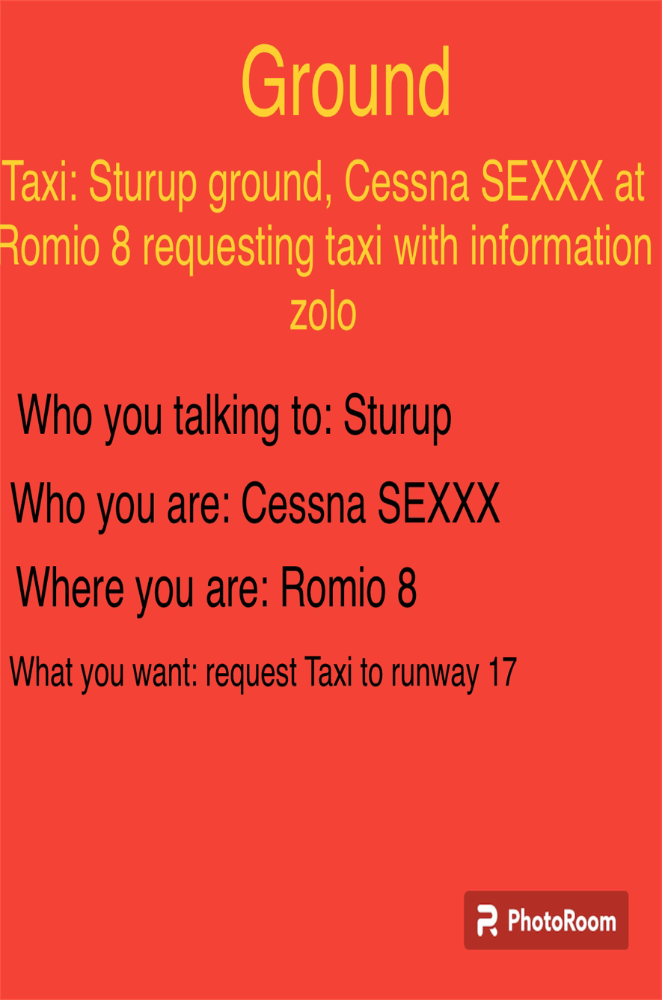 Ground
Taxi: Sturup ground, Cessna SEXXX at
Romio 8 requesting taxi with information
zolo
Who you talking to: Sturup
Who you are: Cessna SEXXX
Where you are: Romio 8
What you want: request Taxi to runway 17
PhotoRoom